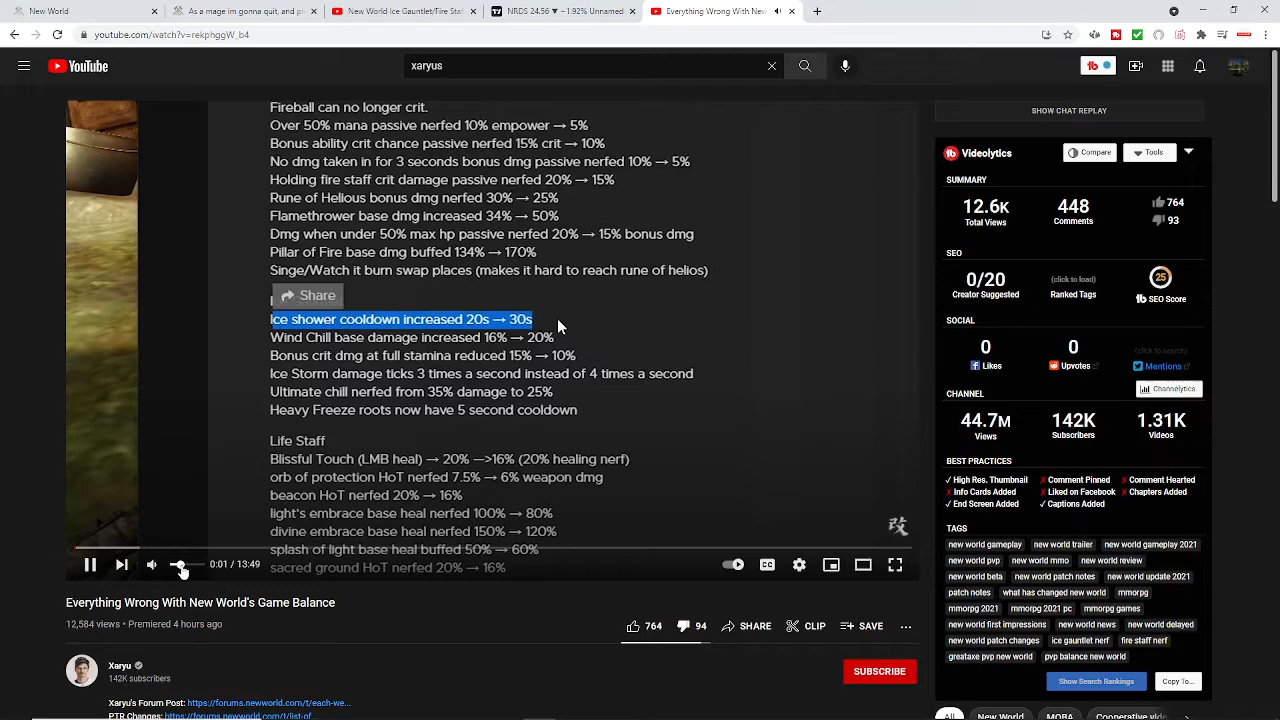 New World
As a mage im gonna quit, and pl
New World Ice Gauntlet/Fire Staf
NRDS 24.56 ▼ −1.92% Unnamed
Everything Wrong With New
youtube.com/watch?v=rekphggW_b4
YouTube
xaryus
Fireball can no longer crit.
Over 50% mana passive nerfed 10% empower → 5%
Bonus ability crit chance passive nerfed 15% crit → 10%
No dmg taken in for 3 seconds bonus dmg passive nerfed 10% → 5%
Holding fire staff crit damage passive nerfed 20% → 15%
Rune of Helious bonus dmg nerfed 30% → 25%
Flamethrower base dmg increased 34% → 50%
Dmg when under 50% max hp passive nerfed 20% → 15% bonus dmg
Pillar of Fire base dmg buffed 134% → 170%
Singe/Watch it burn swap places (makes it hard to reach rune of helios)
Share
Ice shower cooldown increased 20s → 30s
Wind Chill base damage increased 16% → 20%
Bonus crit dmg at full stamina reduced 15% → 10%
Ice Storm damage ticks 3 times a second instead of 4 times a second
Ultimate chill nerfed from 35% damage to 25%
Heavy Freeze roots now have 5 second cooldown
Life Staff
Blissful Touch (LMB heal) → 20% —>16% (20% healing nerf)
orb of protection HoT nerfed 7.5% → 6% weapon dmg
beacon HoT nerfed 20% → 16%
light's embrace base heal nerfed 100% → 80%
divine embrace base heal nerfed 150% → 120%
splash of light base heal buffed 50% → 60%
sacred ground HoT nerfed 20% → 16%
改
0:01 / 13:49
CC
Everything Wrong With New World's Game Balance
12,584 views • Premiered 4 hours ago
764
94
SHARE
CLIP
SAVE
Xaryu
142K subscribers
SUBSCRIBE
Xaryu's Forum Post: https://forums.newworld.com/t/each-we...
PTR Changes: https://forums.newworld.com/t/list-of...
SHOW CHAT REPLAY
Videolytics
Compare
Tools
SUMMARY
12.6K
Total Views
448
Comments
764
93
SEO
0/20
Creator Suggested
(click to load)
Ranked Tags
25
SEO Score
SOCIAL
0
Likes
0
Upvotes
(click to search)
Mentions
CHANNEL
Channelytics
44.7M
Views
142K
Subscribers
1.31K
Videos
BEST PRACTICES
✓ High Res. Thumbnail
✗ Comment Pinned
✗ Comment Hearted
✗ Info Cards Added
✗ Liked on Facebook
✗ Chapters Added
✓ End Screen Added
✓ Captions Added
TAGS
new world gameplay
new world trailer
new world gameplay 2021
new world pvp
new world mmo
new world review
new world beta
new world patch notes
new world update 2021
patch notes
what has changed new world
mmorpg
mmorpg 2021
mmorpg 2021 pc
mmorpg games
new world first impressions
new world news
new world delayed
new world patch changes
ice gauntlet nerf
fire staff nerf
greataxe pvp new world
pvp balance new world
Show Search Rankings
Copy To...
All
New World
MOBA
Cooperative vide